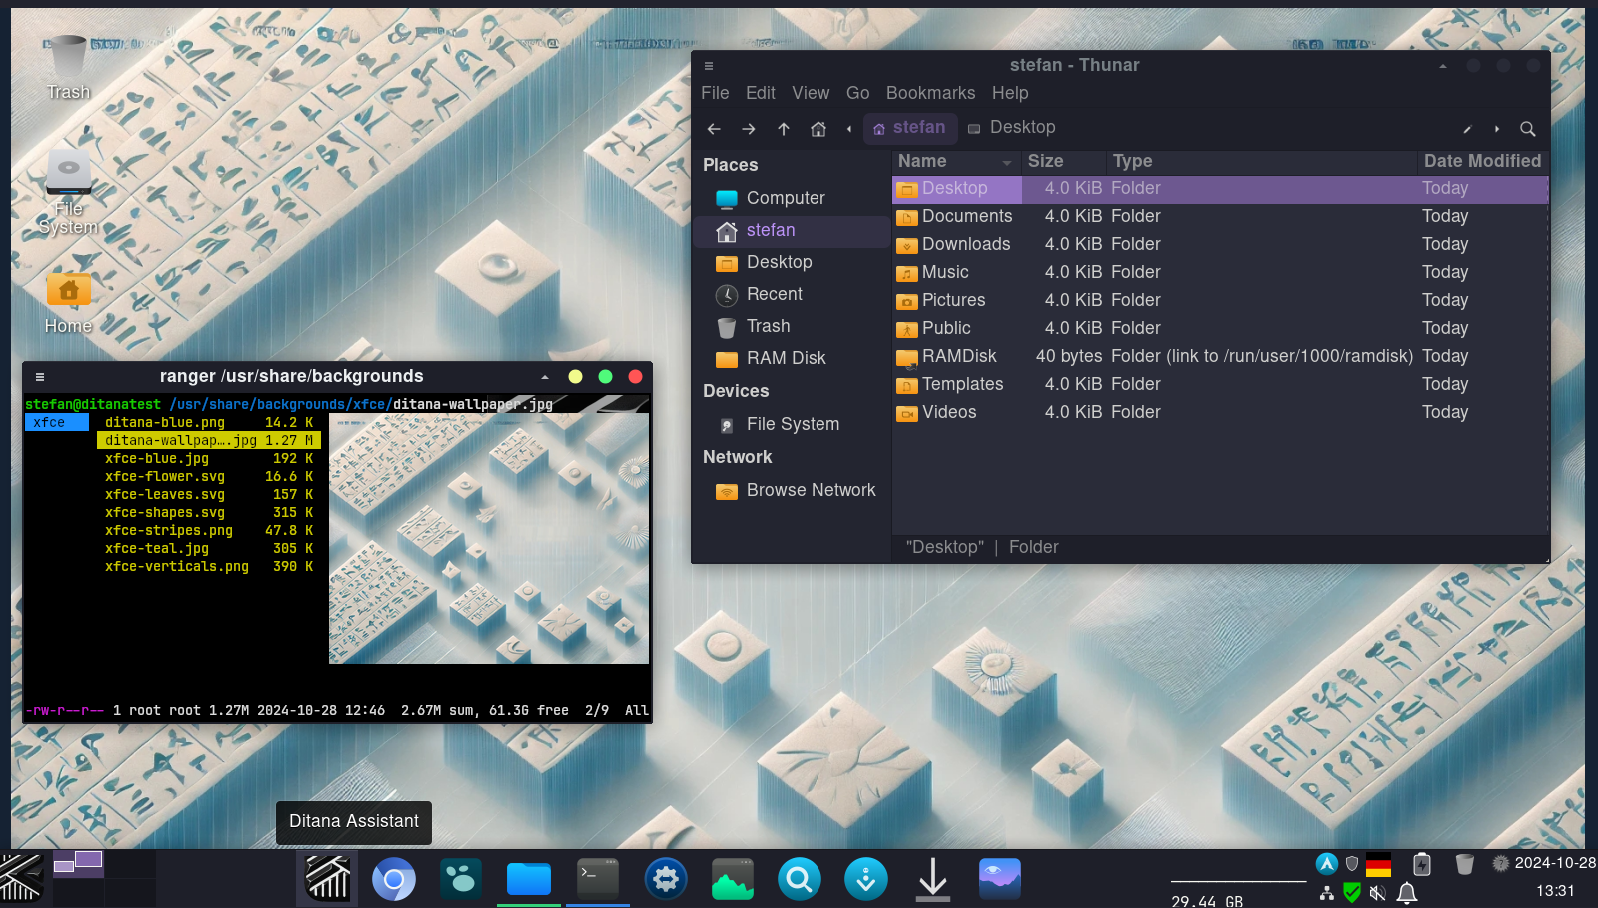 Trash
File
System
Home
stefan - Thunar
File Edit View Go Bookmarks Help
stefan Desktop
Places
Computer
stefan
Desktop
Recent
Trash
RAM Disk
Devices
File System
Network
Browse Network
Name Size Type Date Modified
Desktop 4.0 KiB Folder Today
Documents 4.0 KiB Folder Today
Downloads 4.0 KiB Folder Today
Music 4.0 KiB Folder Today
Pictures 4.0 KiB Folder Today
Public 4.0 KiB Folder Today
RAMDisk 40 bytes Folder (link to /run/user/1000/ramdisk) Today
Templates 4.0 KiB Folder Today
Videos 4.0 KiB Folder Today
"Desktop" | Folder
ranger /usr/share/backgrounds
stefan@ditanatest /usr/share/backgrounds/xfce/ditana-wallpaper.jpg
xfce ditana-blue.png 14.2 K
ditana-wallpap….jpg 1.27 M
xfce-blue.jpg 192 K
xfce-flower.svg 16.6 K
xfce-leaves.svg 157 K
xfce-shapes.svg 315 K
xfce-stripes.png 47.8 K
xfce-teal.jpg 305 K
xfce-verticals.png 390 K
-rw-r--r-- 1 root root 1.27M 2024-10-28 12:46 2.67M sum, 61.3G free 2/9 All
Ditana Assistant
29.44 GB
2024-10-28
13:31